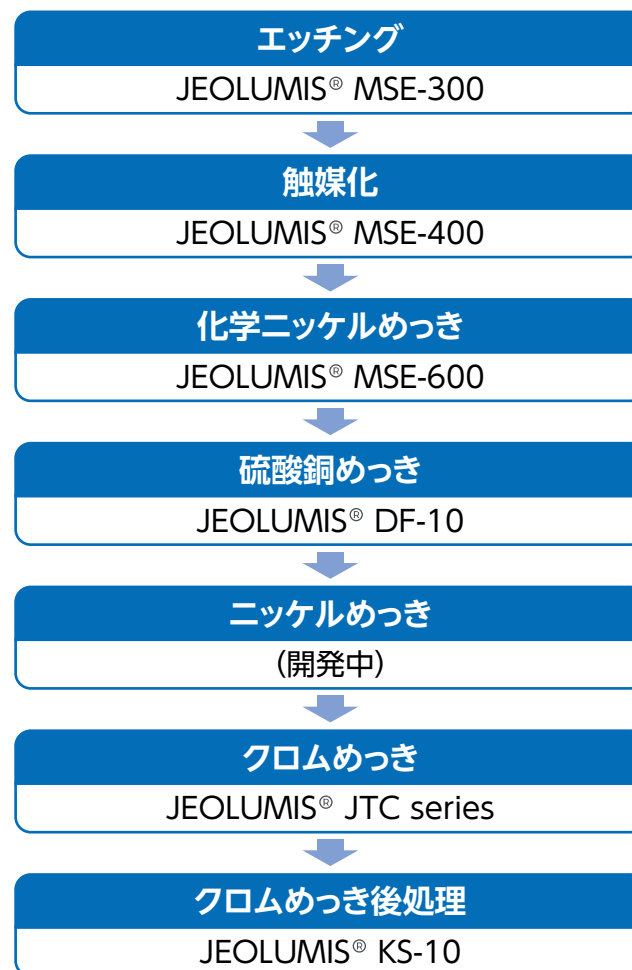 エッチング
JEOLUMIS® MSE-300
触媒化
JEOLUMIS® MSE-400
化学ニッケルめっき
JEOLUMIS® MSE-600
硫酸銅めっき
JEOLUMIS® DF-10
ニッケルめっき
(開発中)
クロムめっき
JEOLUMIS® JTC series
クロムめっき後処理
JEOLUMIS® KS-10